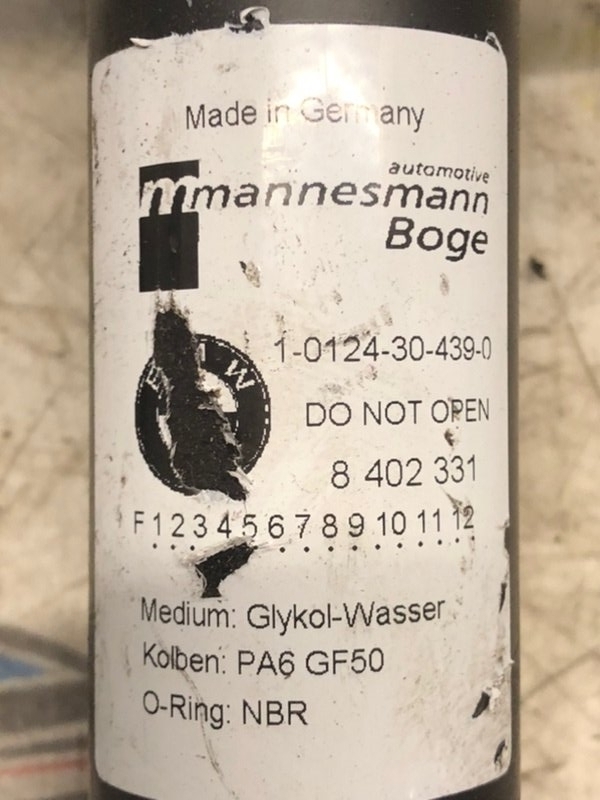 Made in Germany
automotive
mmannesmann
Boge
1-0124-30-439-0
DO NOT OPEN
8 402 331
F 1 2 3 4 5 6 7 8 9 10 11 12
Medium: Glykol-Wasser
Kolben: PA6 GF50
O-Ring: NBR